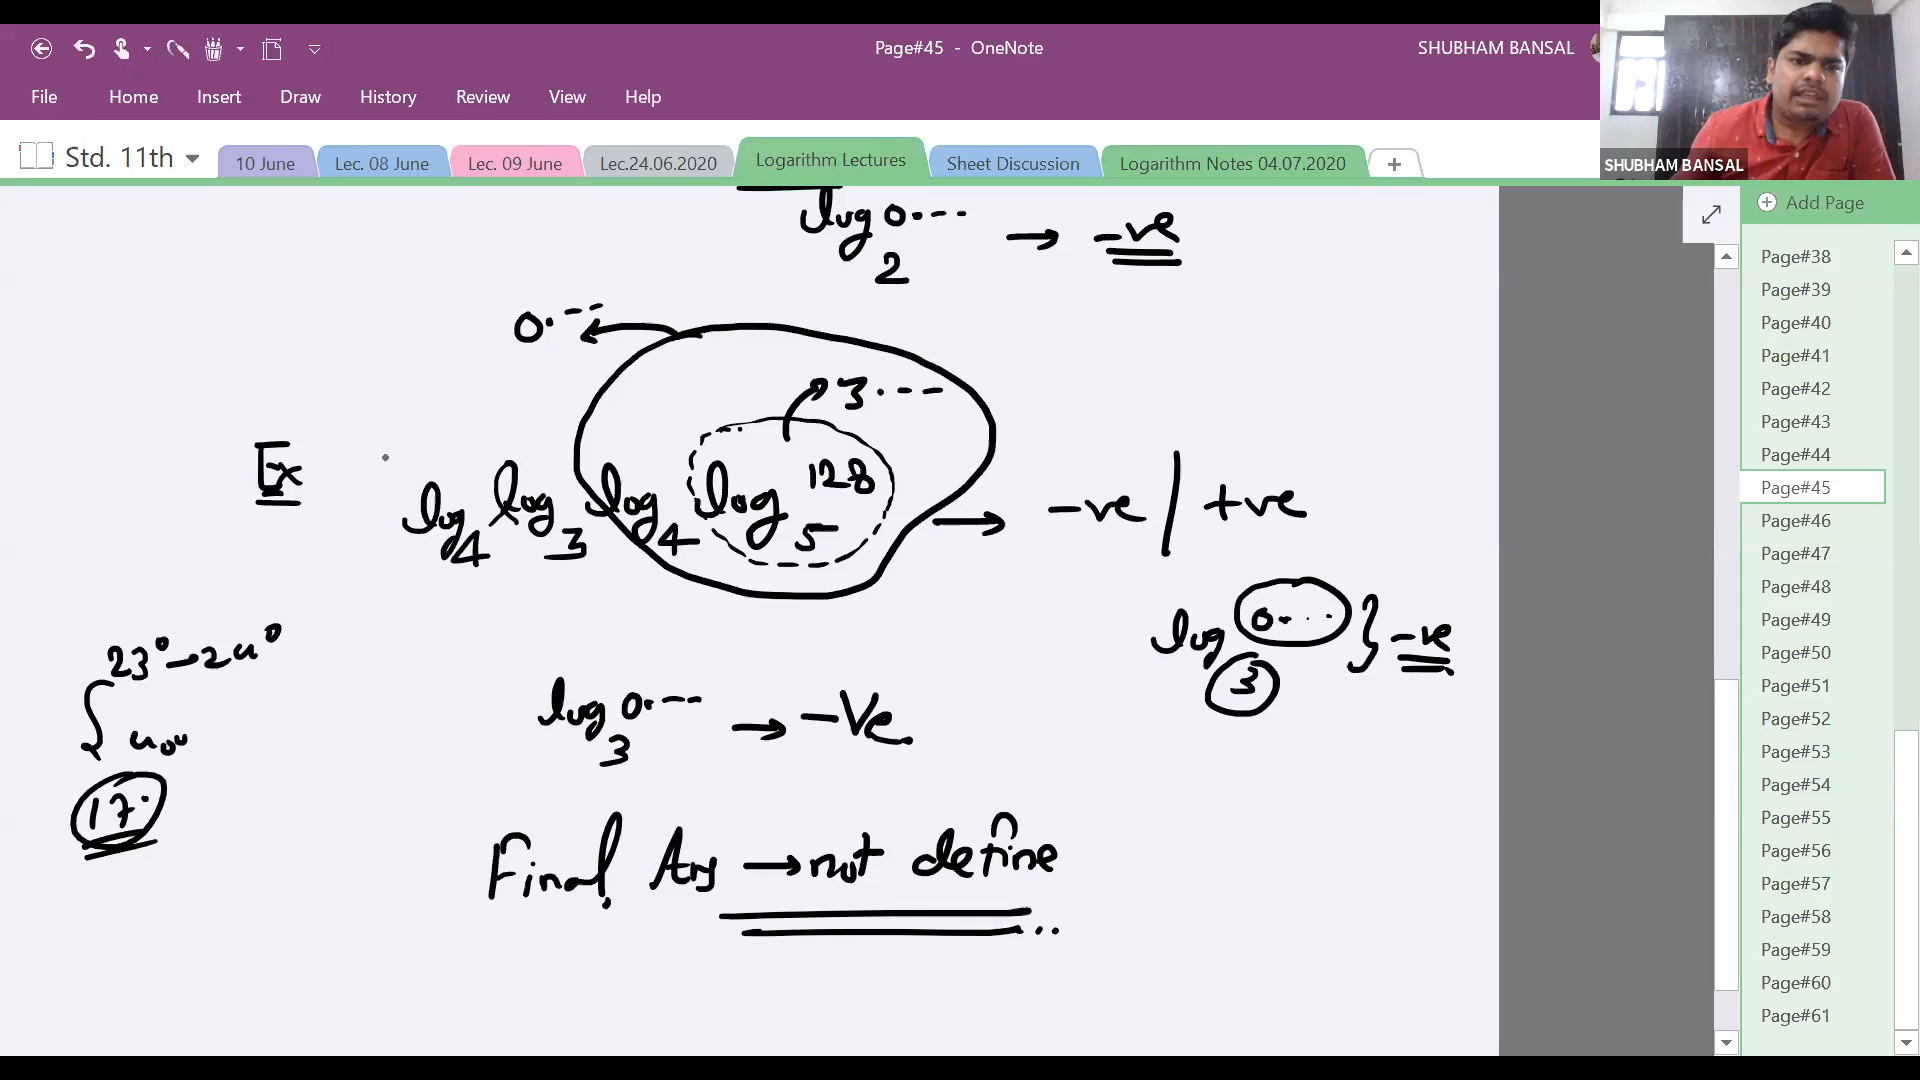 Page#45 - OneNote
SHUBHAM BANSAL
File Home Insert Draw History Review View Help
Std. 11th
10 June
Lec. 08 June
Lec. 09 June
Lec.24.06.2020
Logarithm Lectures
Sheet Discussion
Logarithm Notes 04.07.2020
SHUBHAM BANSAL
Add Page
Page#38
Page#39
Page#40
Page#41
Page#42
Page#43
Page#44
Page#45
Page#46
Page#47
Page#48
Page#49
Page#50
Page#51
Page#52
Page#53
Page#54
Page#55
Page#56
Page#57
Page#58
Page#59
Page#60
Page#61
log₂ 0.--- → -ve
0.---
3.---
Ex log₄ log₃ log₄ log₅ 128 → -ve | +ve
log₃ 0.... } -ve
log₃ 0.--- → -Ve
17.
Final Ans → not define